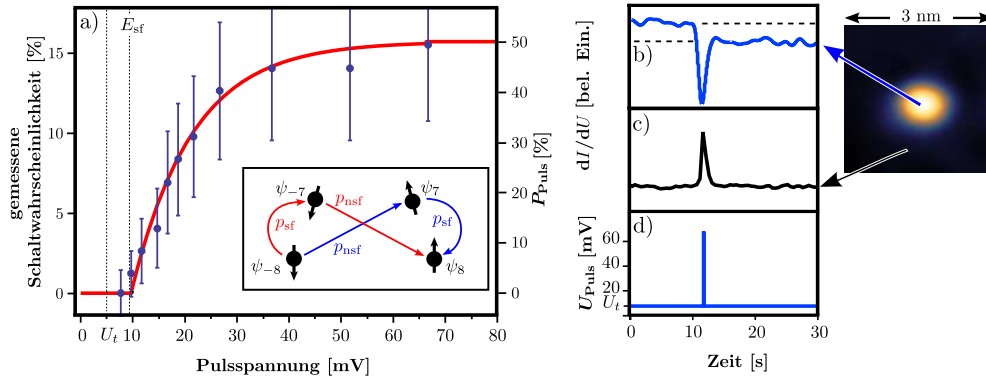 a)
E_sf
gemessene
Schaltwahrscheinlichkeit [%]
15
10
5
0
50
40
30
20
10
0
P_Puls [%]
ψ_−7
p_nsf
ψ_7
p_sf
p_sf
ψ_−8
p_nsf
ψ_8
0
U_t
10
20
30
40
50
60
70
80
Pulsspannung [mV]
b)
c)
dI/dU [bel. Ein.]
d)
U_Puls [mV]
60
40
20
U_t
0
10
20
30
Zeit [s]
3 nm